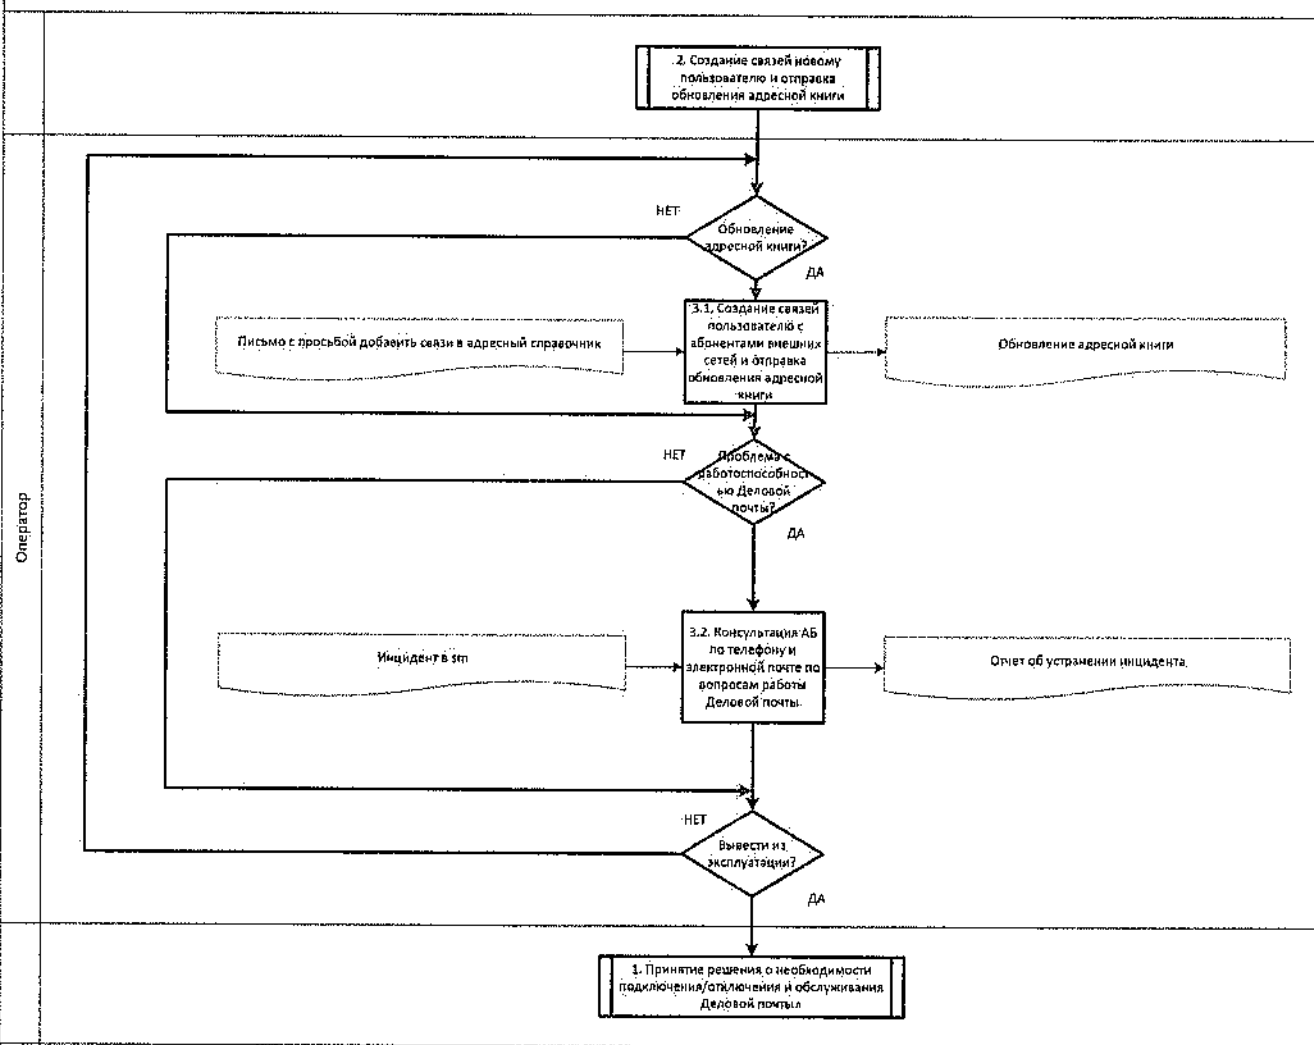 2. Создание связей новому
пользователю и отправка
обновления адресной книги
НЕТ
Обновление
адресной книги?
ДА
Письмо с просьбой добавить связи в адресный справочник
3.1. Создание связей
пользователю с
абонентами внешних
сетей и отправка
обновления адресной
книги
Обновление адресной книги
НЕТ
Проблема с
работоспособност
ью Деловой
почты?
ДА
Оператор
Инцидент в sm
3.2. Консультация АБ
по телефону и
электронной почте по
вопросам работы
Деловой почты.
Отчет об устранении инцидента.
НЕТ
Вывести из
эксплуатации?
ДА
1. Принятие решения о необходимости
подключения/отключения и обслуживания
Деловой почтыл